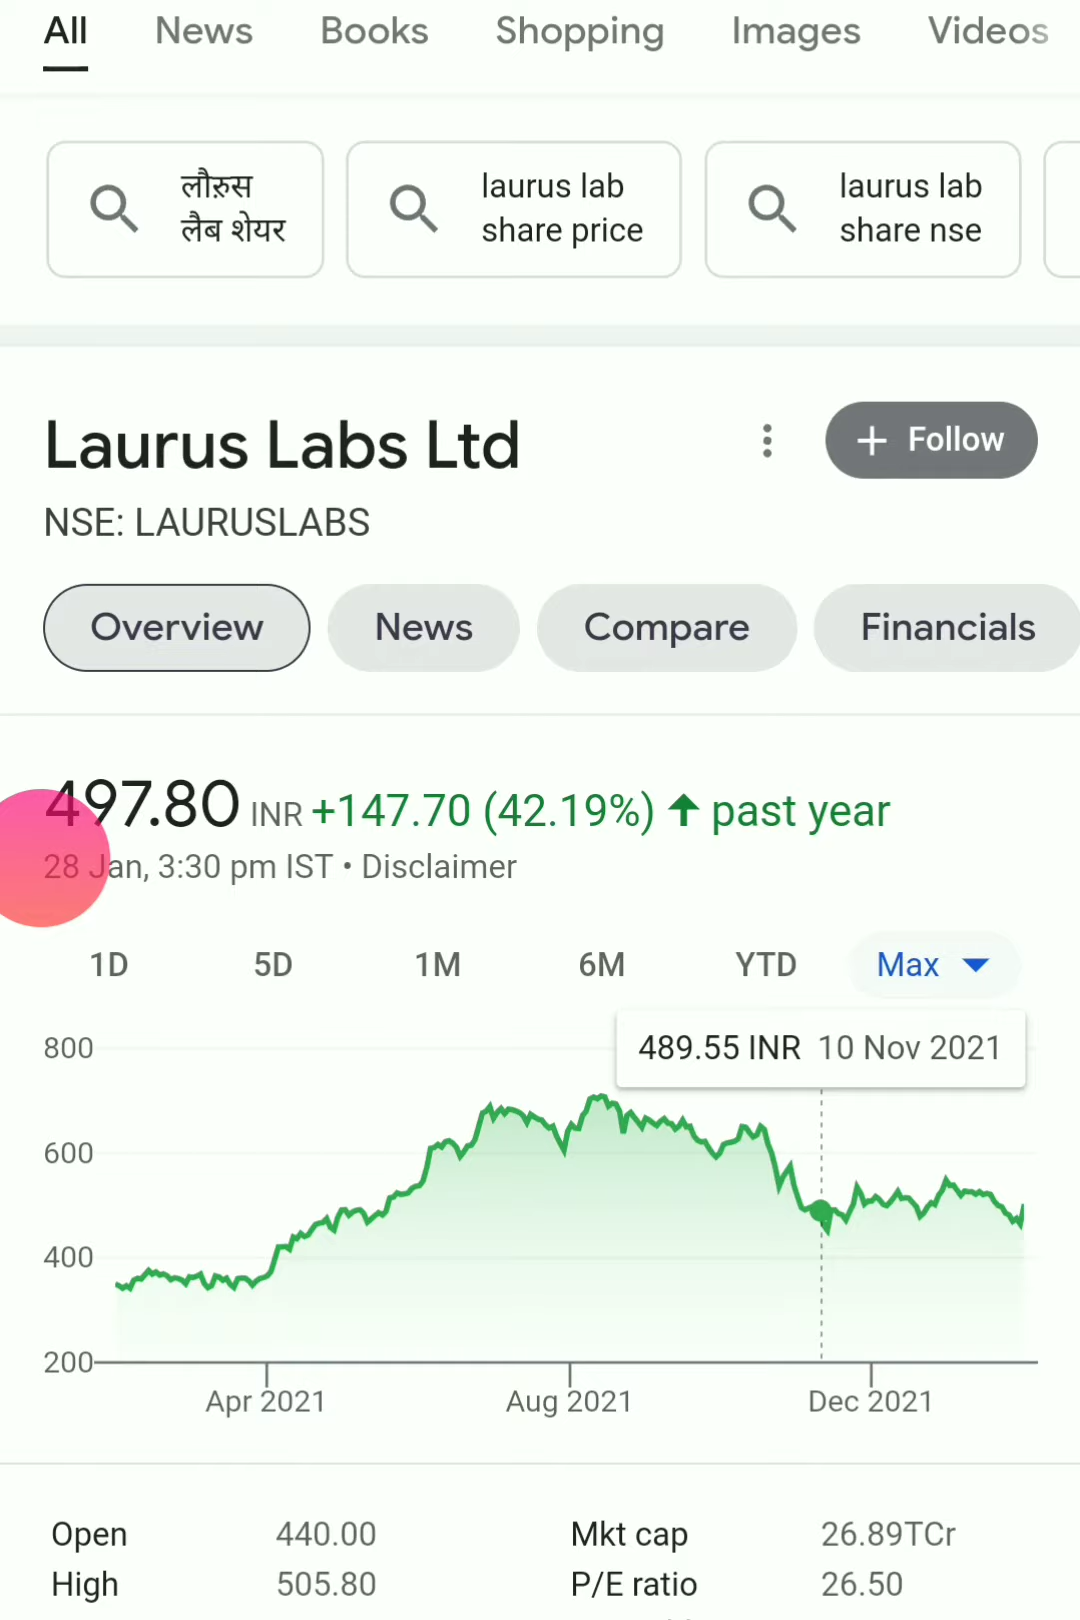 All News Books Shopping Images Videos
लौरुस लैब शेयर
laurus lab share price
laurus lab share nse
Laurus Labs Ltd
+ Follow
NSE: LAURUSLABS
Overview News Compare Financials
497.80 INR +147.70 (42.19%) ↑ past year
28 Jan, 3:30 pm IST • Disclaimer
1D 5D 1M 6M YTD Max
489.55 INR 10 Nov 2021
800
600
400
200
Apr 2021 Aug 2021 Dec 2021
Open 440.00 Mkt cap 26.89TCr
High 505.80 P/E ratio 26.50